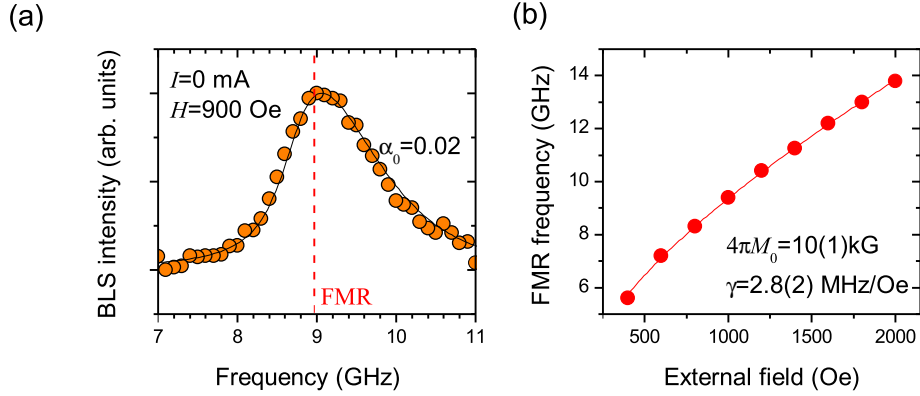 (a)
I=0 mA
H=900 Oe
α₀=0.02
FMR
BLS intensity (arb. units)
7 8 9 10 11
Frequency (GHz)
(b)
14
12
10
8
6
FMR frequency (GHz)
4πM₀=10(1)kG
γ=2.8(2) MHz/Oe
500 1000 1500 2000
External field (Oe)